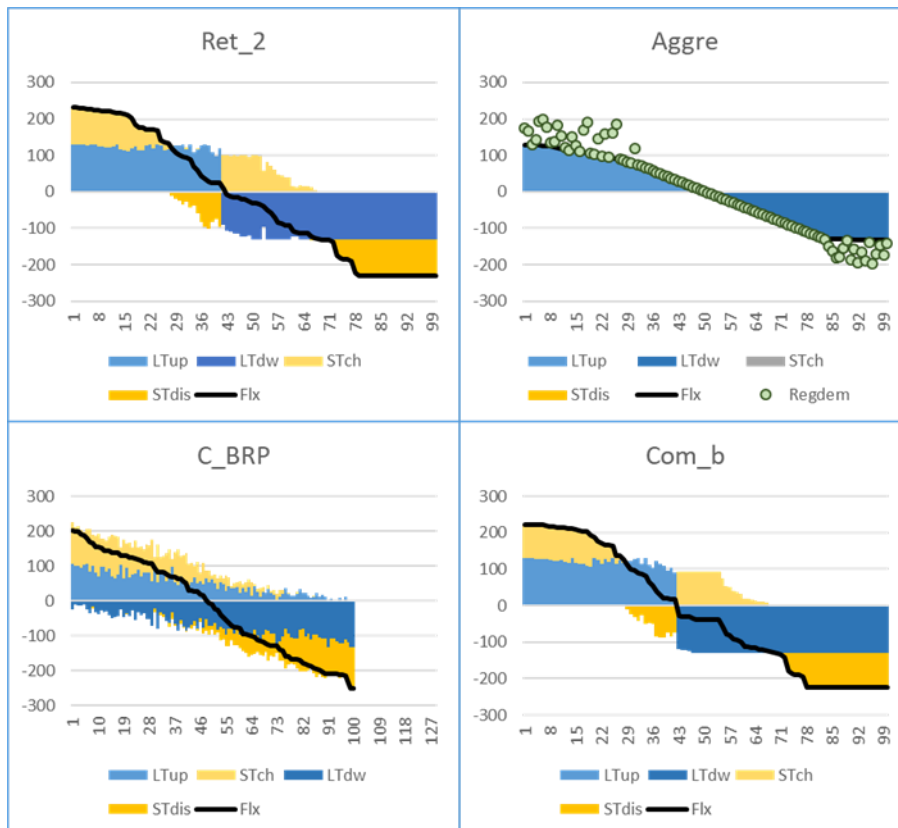 Ret_2
300
200
100
0
-100
-200
-300
1 8 15 22 29 36 43 50 57 64 71 78 85 92 99
LTup LTdw STch
STdis Flx
Aggre
300
200
100
0
-100
-200
-300
1 8 15 22 29 36 43 50 57 64 71 78 85 92 99
LTup LTdw STch
STdis Flx Regdem
C_BRP
300
200
100
0
-100
-200
-300
1 10 19 28 37 46 55 64 73 82 91 100 109 118 127
LTup STch LTdw
STdis Flx
Com_b
300
200
100
0
-100
-200
-300
1 8 15 22 29 36 43 50 57 64 71 78 85 92 99
LTup LTdw STch
STdis Flx